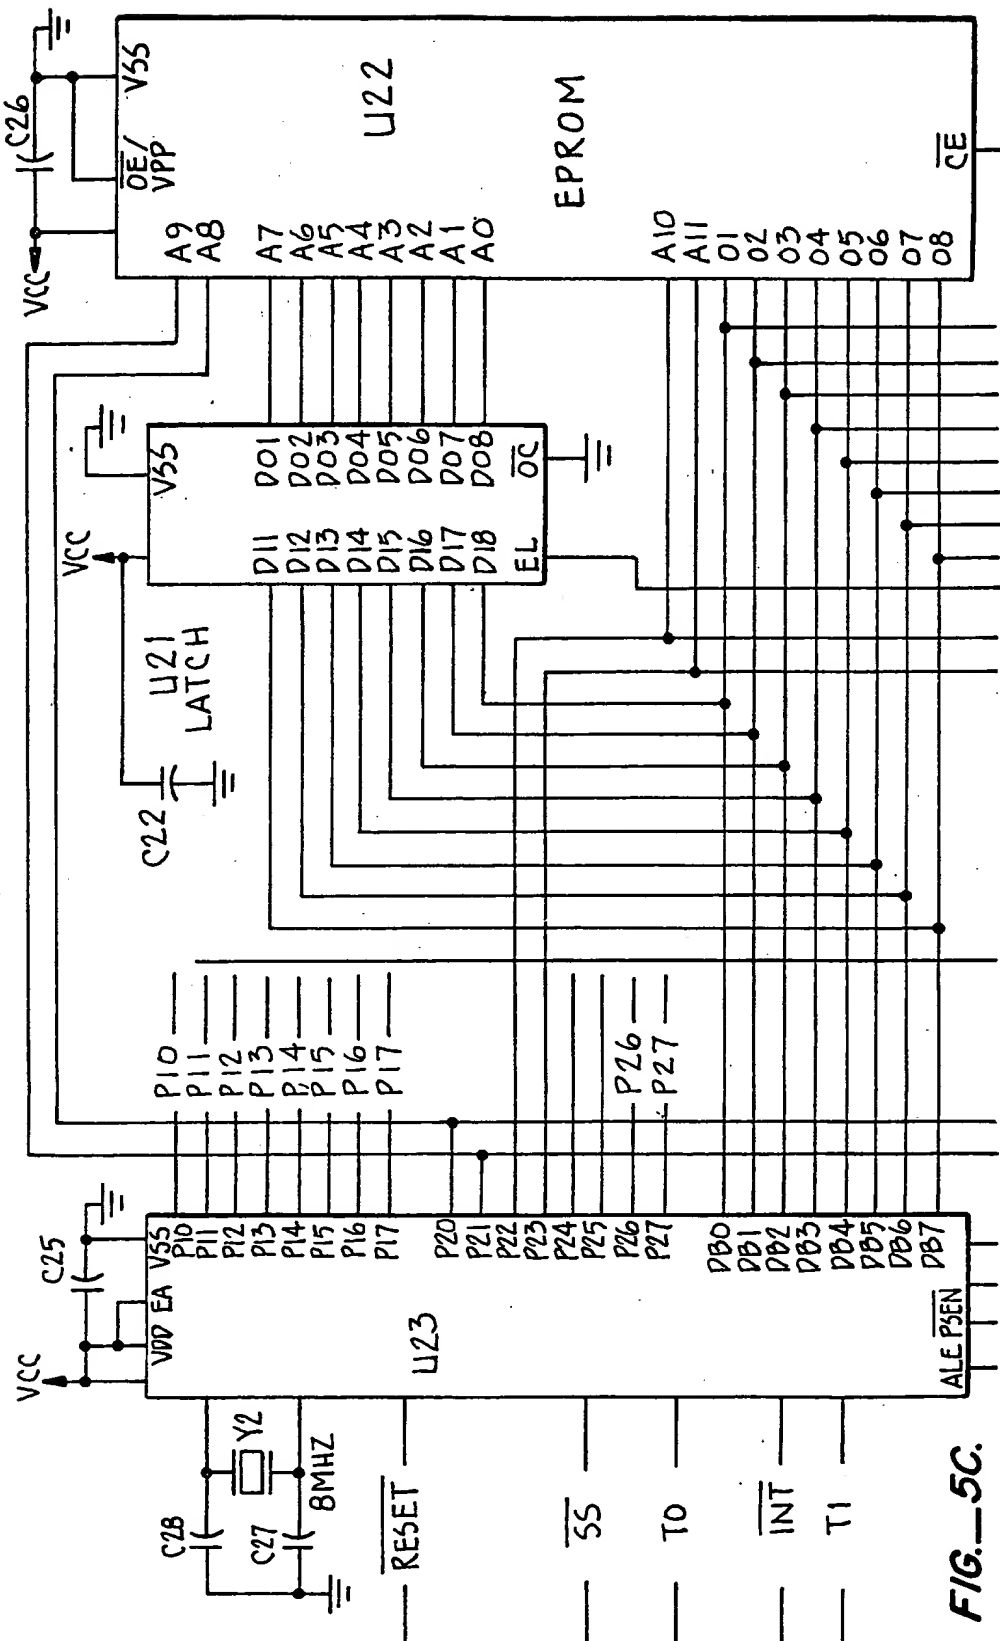 VCC
C26
VSS
OE/
VPP
A9
A8
A7
A6
A5
A4
A3
A2
A1
A0
A10
A11
O1
O2
O3
O4
O5
O6
O7
O8
U22
EPROM
CE
VCC
VSS
DO1
DO2
DO3
DO4
DO5
DO6
DO7
DO8
OC
DI1
DI2
DI3
DI4
DI5
DI6
DI7
DI8
EL
U21
LATCH
C22
P10
P11
P12
P13
P14
P15
P16
P17
P26
P27
VCC
C25
VDD
EA
VSS
P10
P11
P12
P13
P14
P15
P16
P17
P20
P21
P22
P23
P24
P25
P26
P27
DB0
DB1
DB2
DB3
DB4
DB5
DB6
DB7
U23
ALE
PSEN
C28
Y2
C27
8MHZ
RESET
SS
T0
INT
T1
FIG._5C.